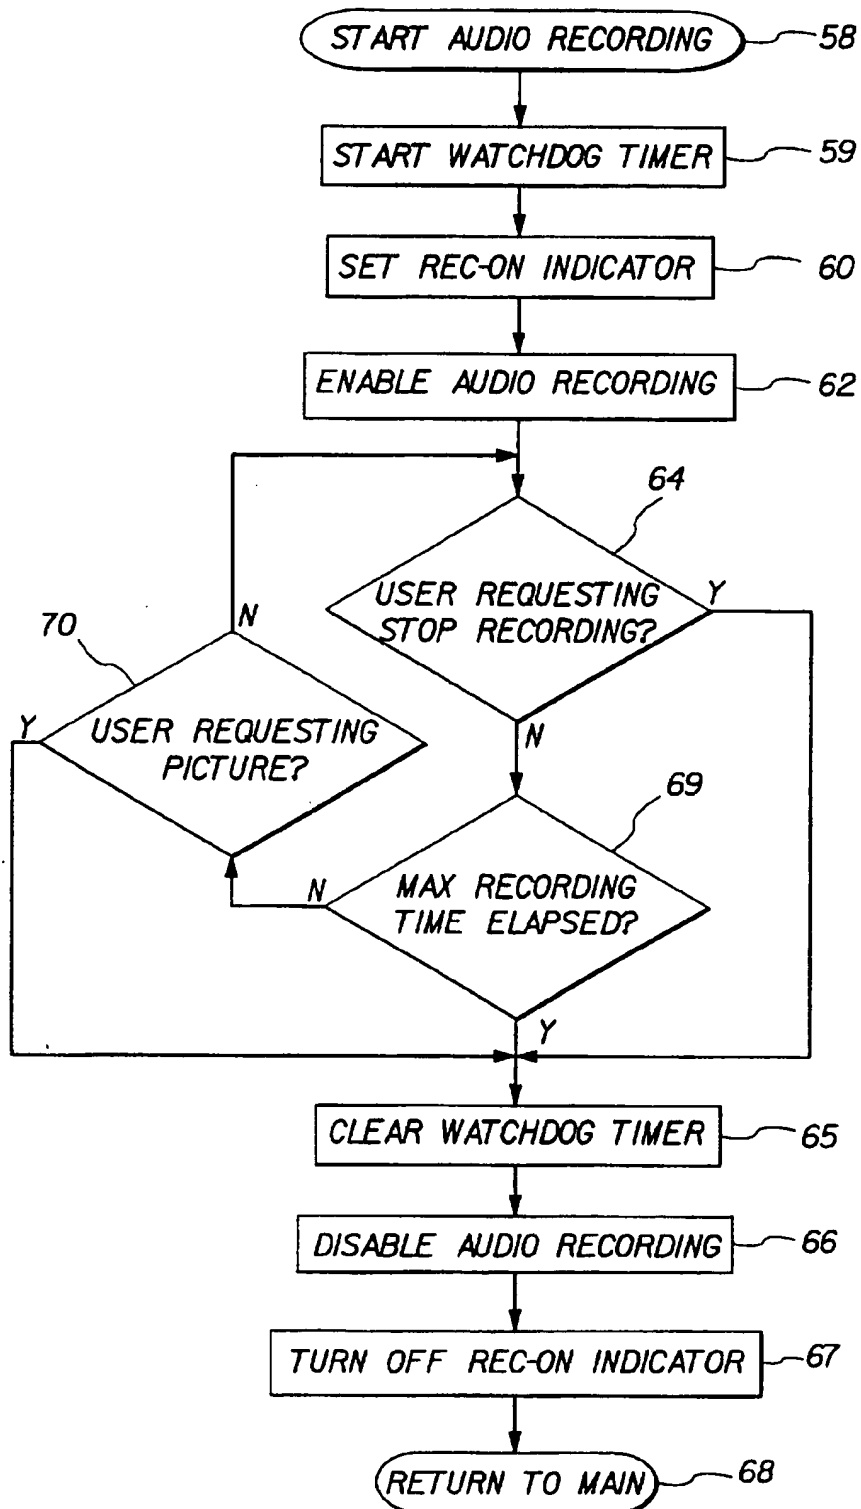 START AUDIO RECORDING 58
START WATCHDOG TIMER 59
SET REC-ON INDICATOR 60
ENABLE AUDIO RECORDING 62
64
USER REQUESTING
STOP RECORDING?
Y
N
70
N
Y
USER REQUESTING
PICTURE?
69
MAX RECORDING
TIME ELAPSED?
N
Y
CLEAR WATCHDOG TIMER 65
DISABLE AUDIO RECORDING 66
TURN OFF REC-ON INDICATOR 67
RETURN TO MAIN 68